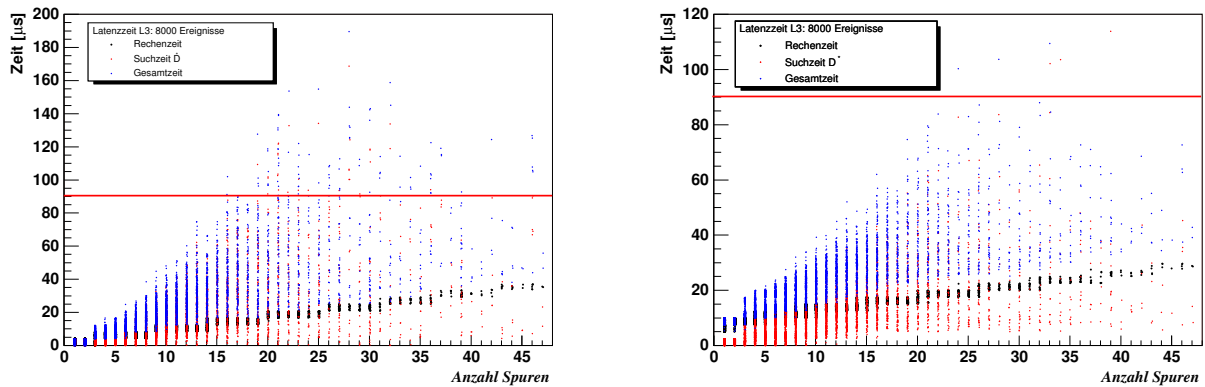 Zeit [µs]
200
180
160
140
120
100
80
60
40
20
0
Latenzzeit L3: 8000 Ereignisse
Rechenzeit
Suchzeit D
Gesamtzeit
0 5 10 15 20 25 30 35 40 45
Anzahl Spuren
Zeit [µs]
120
100
80
60
40
20
0
Latenzzeit L3: 8000 Ereignisse
Rechenzeit
Suchzeit D*
Gesamtzeit
0 5 10 15 20 25 30 35 40 45
Anzahl Spuren